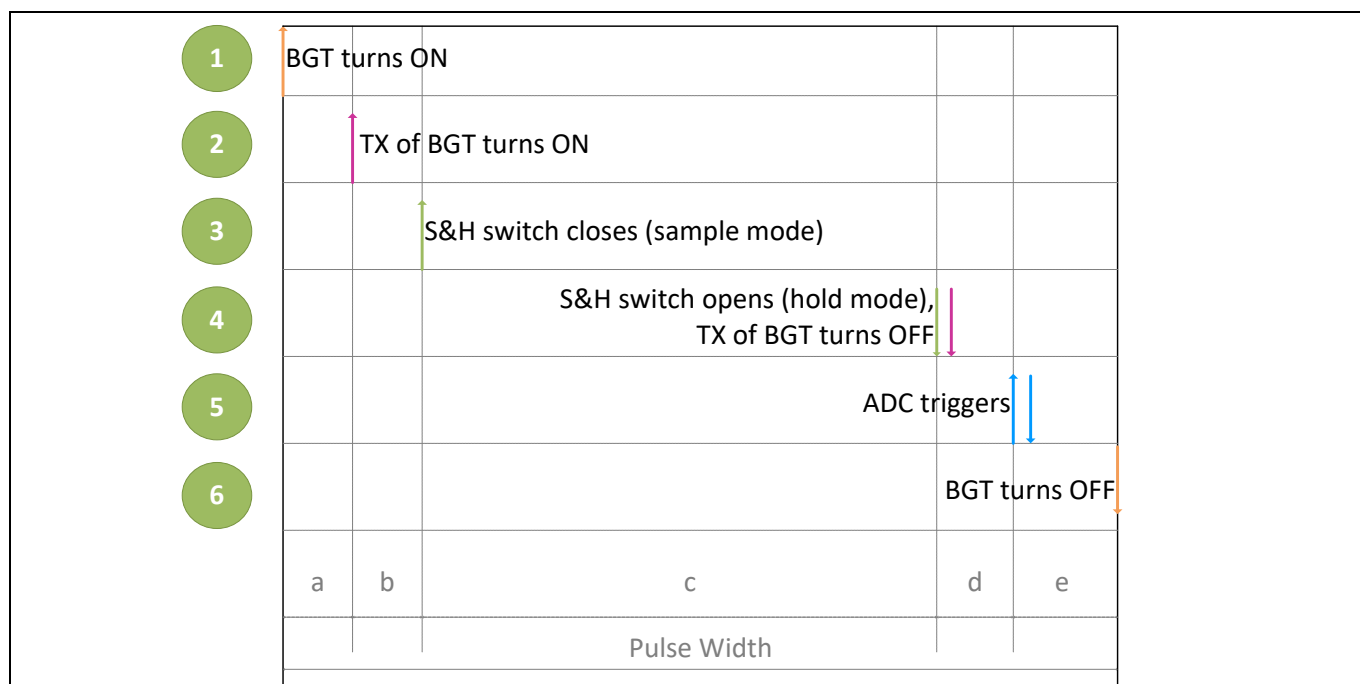 1
BGT turns ON
2
TX of BGT turns ON
3
S&H switch closes (sample mode)
4
S&H switch opens (hold mode),
TX of BGT turns OFF
5
ADC triggers
6
BGT turns OFF
a b c d e
Pulse Width